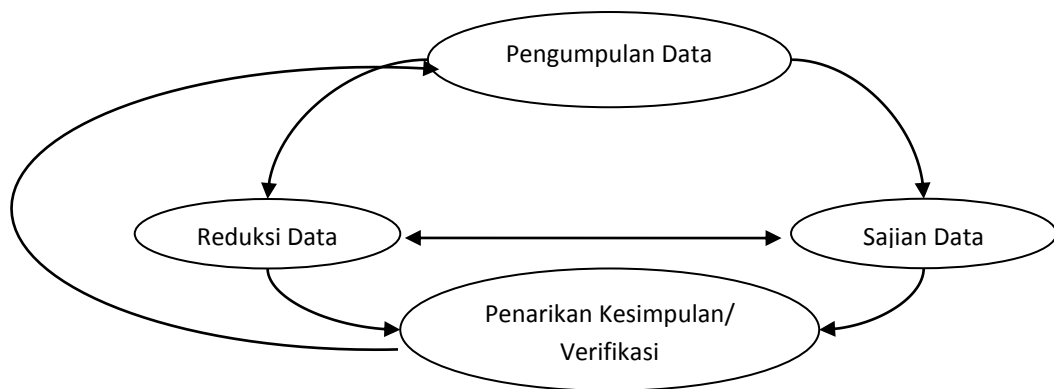 Pengumpulan Data
Reduksi Data
Sajian Data
Penarikan Kesimpulan/
Verifikasi